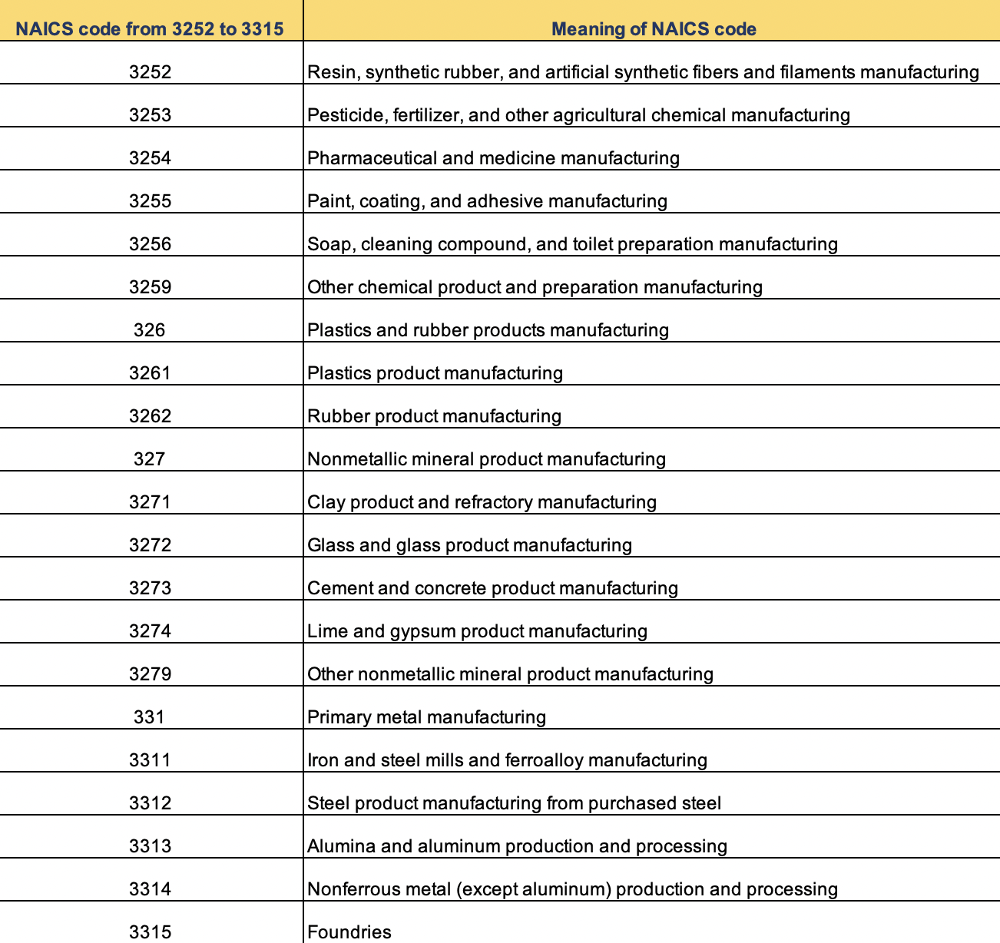 NAICS code from 3252 to 3315 Meaning of NAICS code
3252 Resin, synthetic rubber, and artificial synthetic fibers and filaments manufacturing
3253 Pesticide, fertilizer, and other agricultural chemical manufacturing
3254 Pharmaceutical and medicine manufacturing
3255 Paint, coating, and adhesive manufacturing
3256 Soap, cleaning compound, and toilet preparation manufacturing
3259 Other chemical product and preparation manufacturing
326 Plastics and rubber products manufacturing
3261 Plastics product manufacturing
3262 Rubber product manufacturing
327 Nonmetallic mineral product manufacturing
3271 Clay product and refractory manufacturing
3272 Glass and glass product manufacturing
3273 Cement and concrete product manufacturing
3274 Lime and gypsum product manufacturing
3279 Other nonmetallic mineral product manufacturing
331 Primary metal manufacturing
3311 Iron and steel mills and ferroalloy manufacturing
3312 Steel product manufacturing from purchased steel
3313 Alumina and aluminum production and processing
3314 Nonferrous metal (except aluminum) production and processing
3315 Foundries